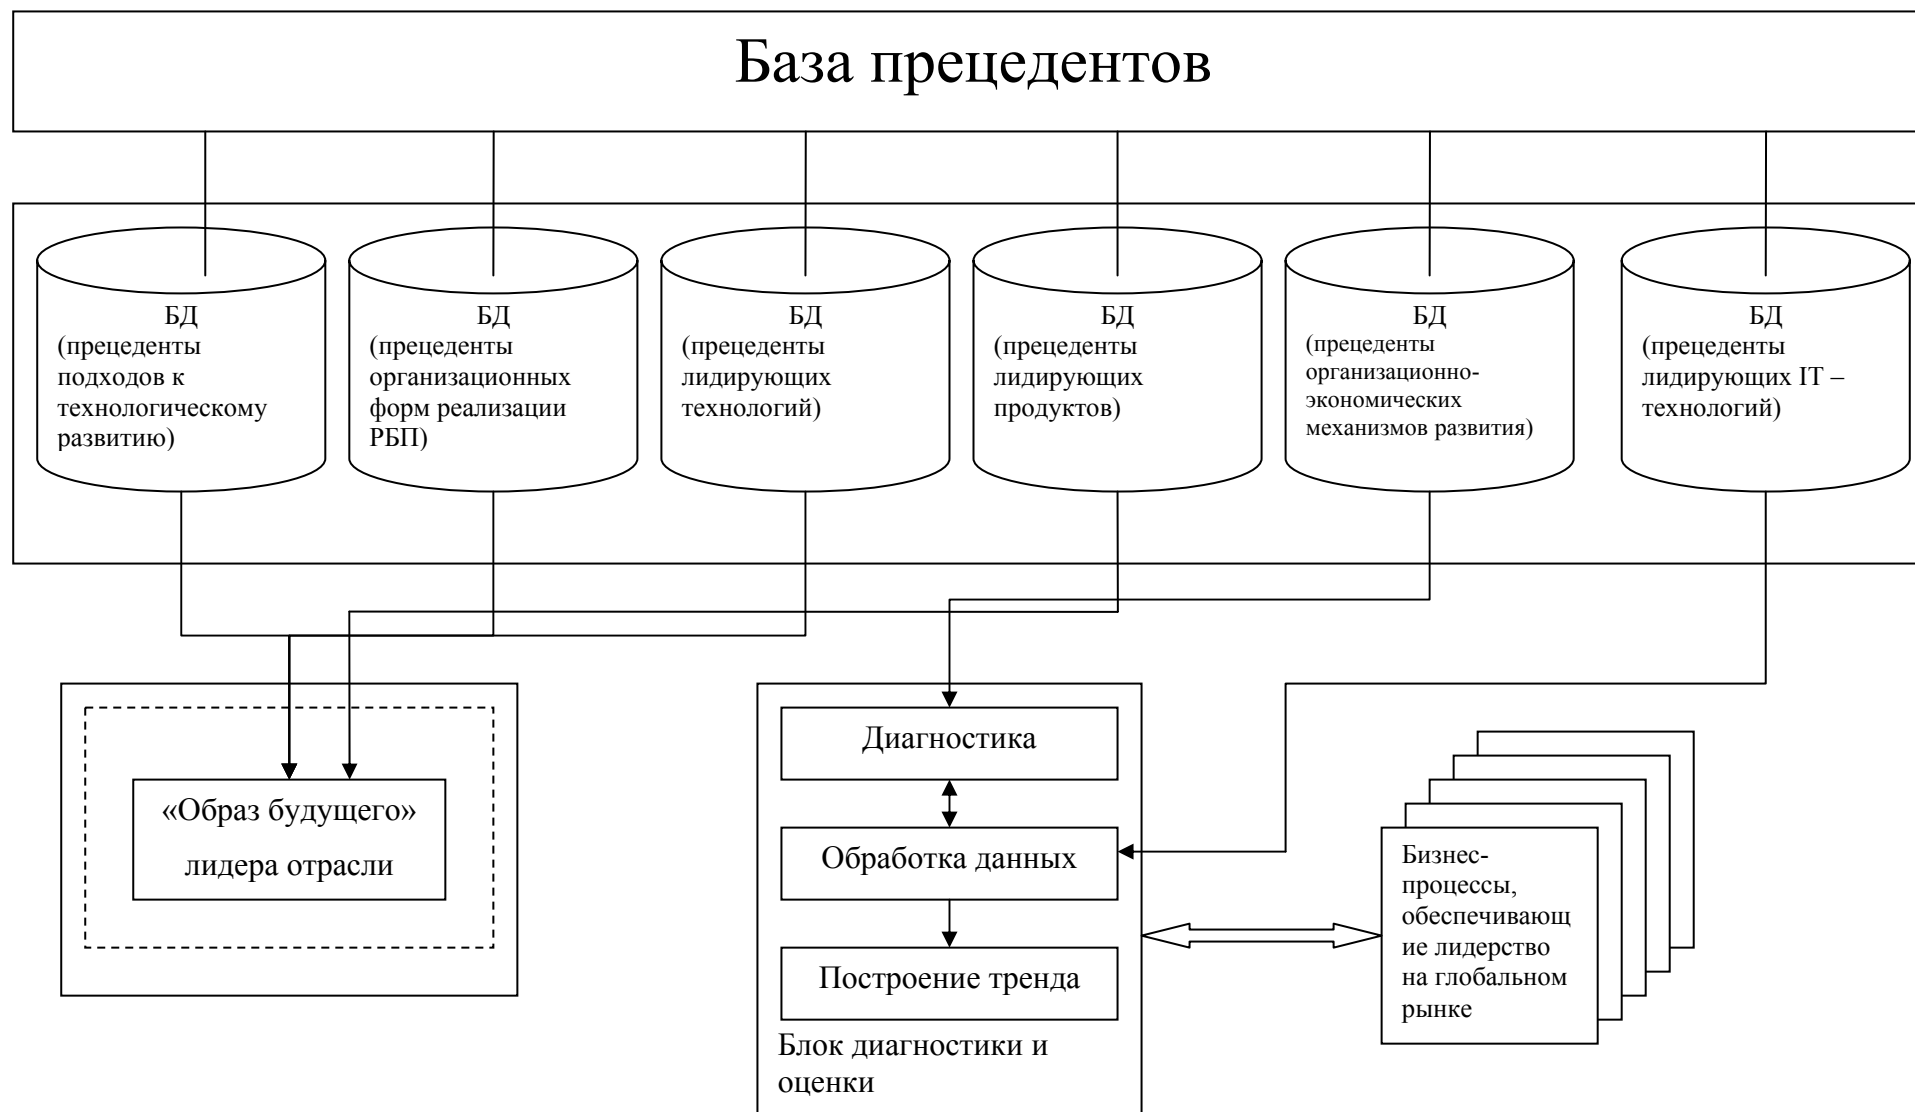 База прецедентов
БД
(прецеденты
подходов к
технологическому
развитию)
БД
(прецеденты
организационных
форм реализации
РБП)
БД
(прецеденты
лидирующих
технологий)
БД
(прецеденты
лидирующих
продуктов)
БД
(прецеденты
организационно-
экономических
механизмов развития)
БД
(прецеденты
лидирующих IT –
технологий)
«Образ будущего»
лидера отрасли
Диагностика
Обработка данных
Построение тренда
Блок диагностики и
оценки
Бизнес-
процессы,
обеспечивающ
ие лидерство
на глобальном
рынке